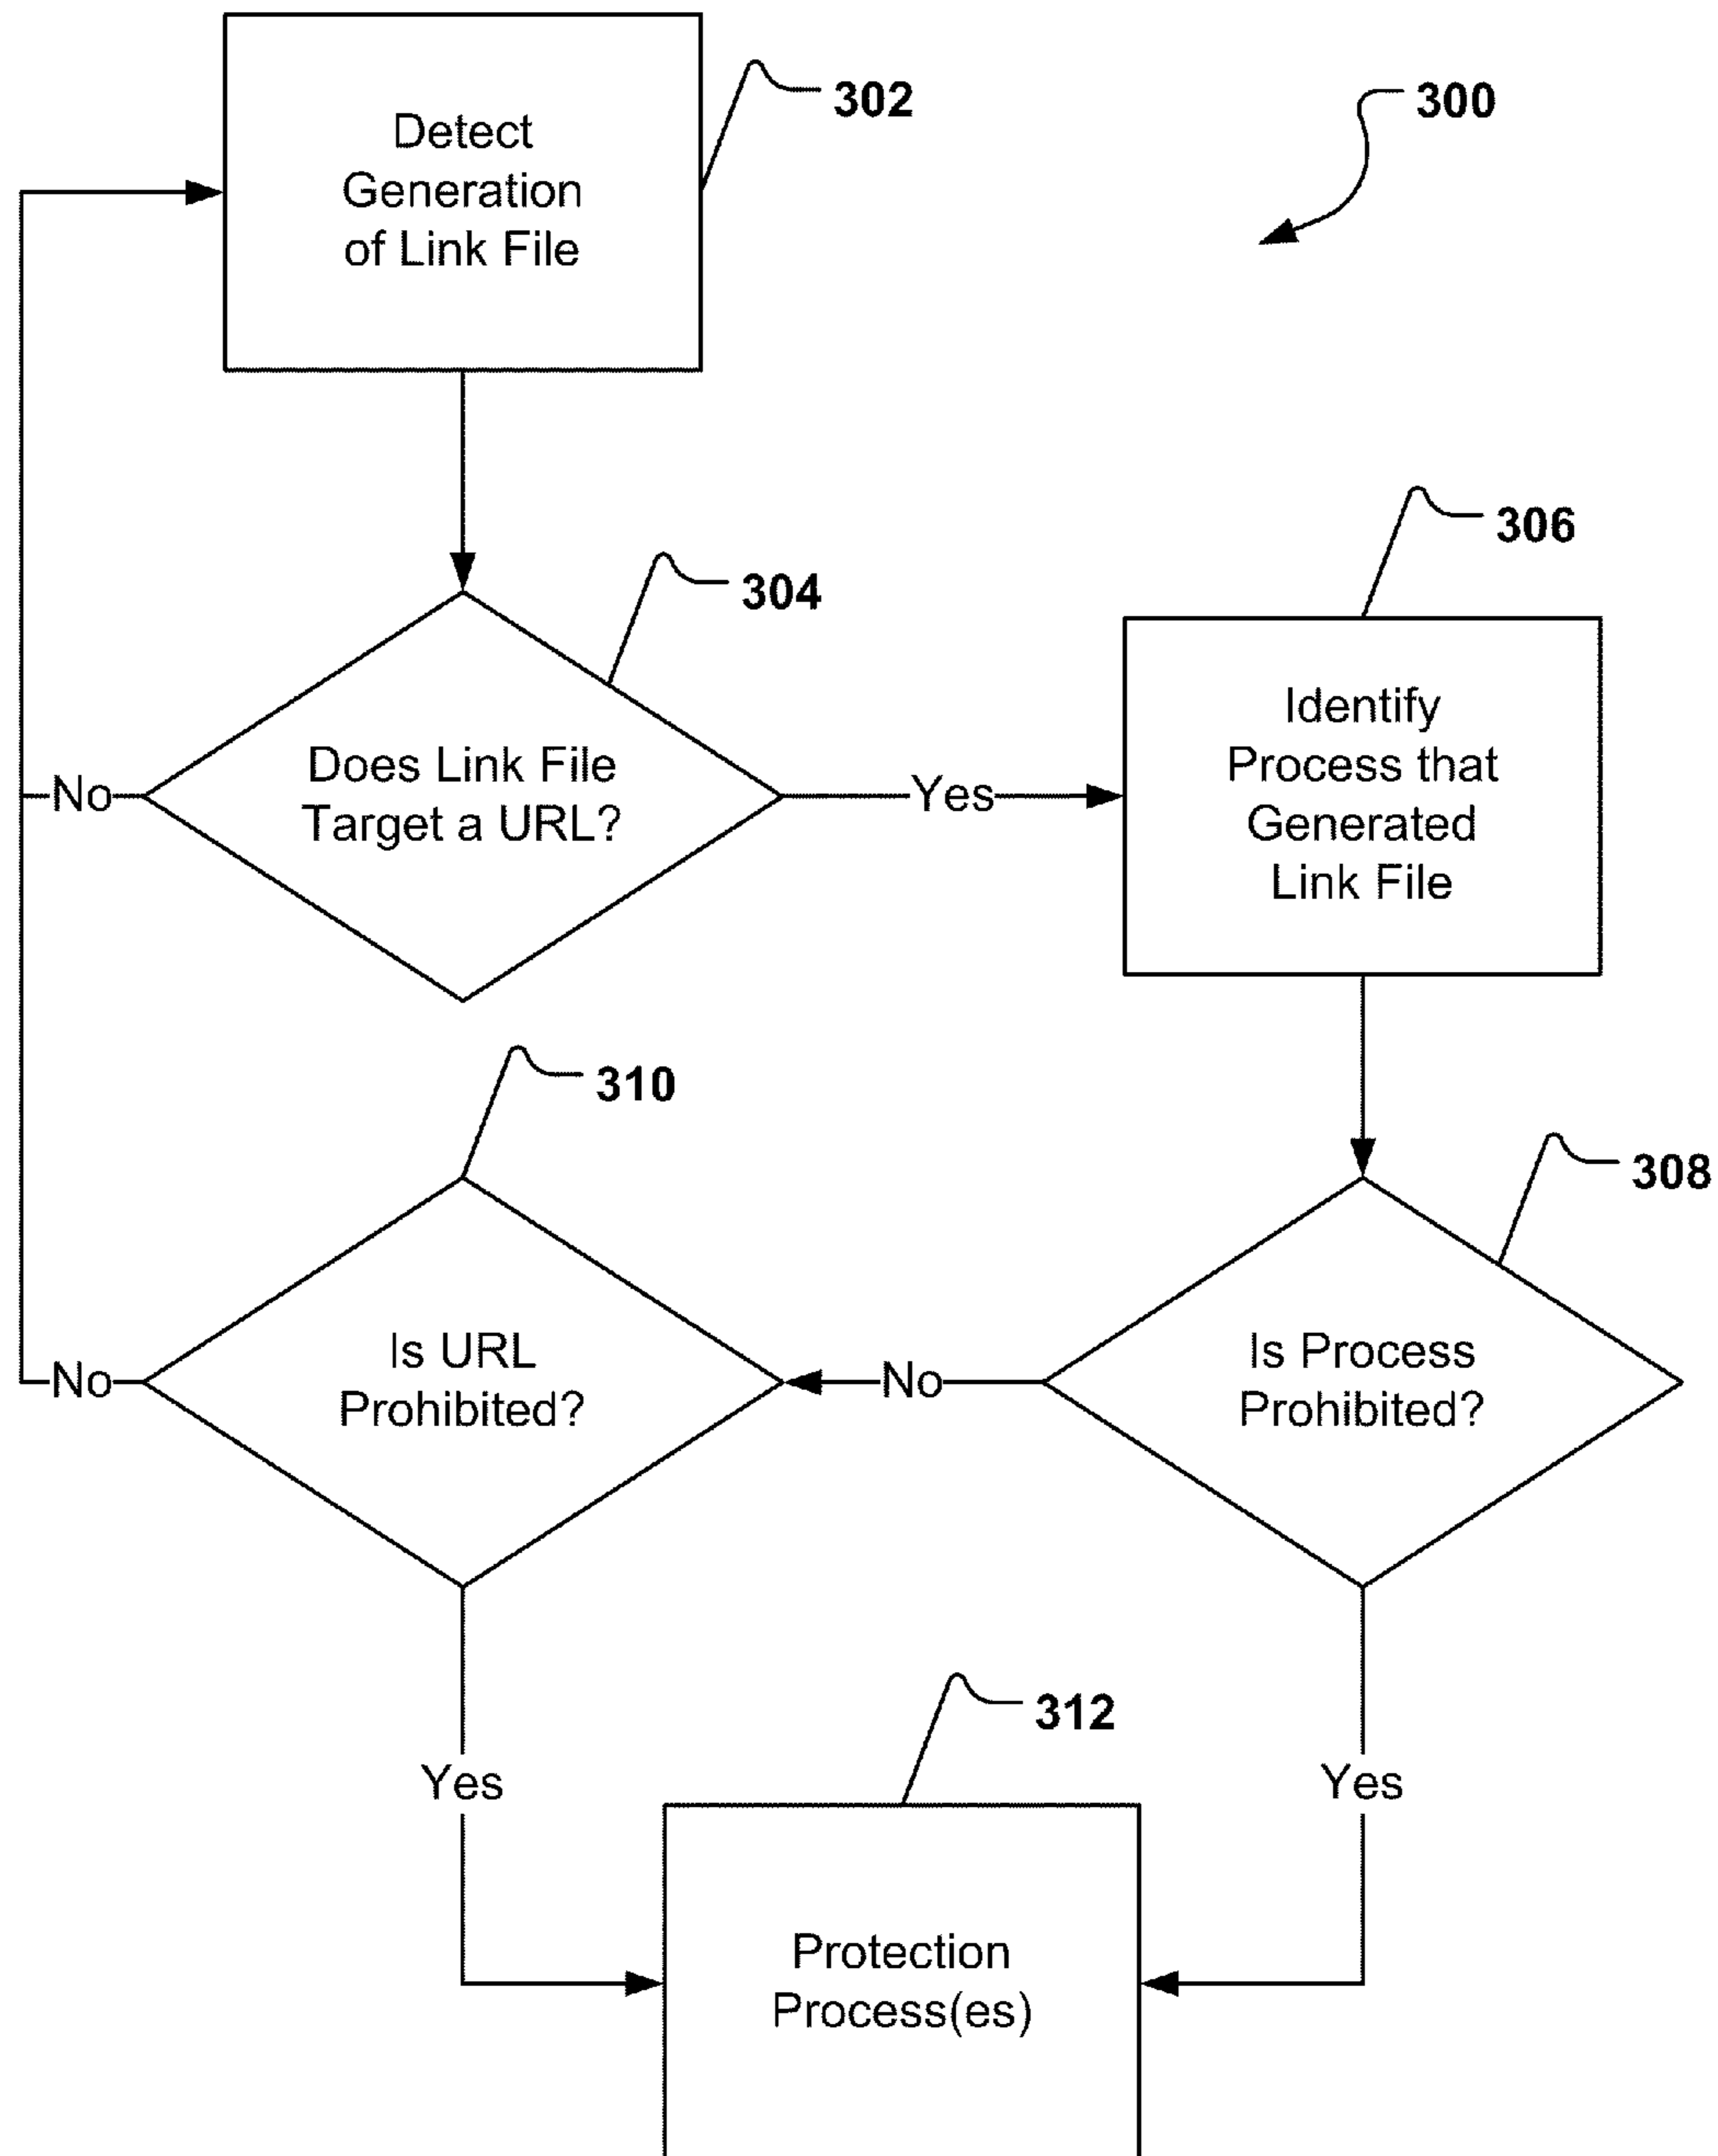 Detect
Generation
of Link File
302
300
304
Does Link File
Target a URL?
No
Yes
306
Identify
Process that
Generated
Link File
310
308
Is URL
Prohibited?
No
No
Is Process
Prohibited?
Yes
312
Yes
Protection
Process(es)